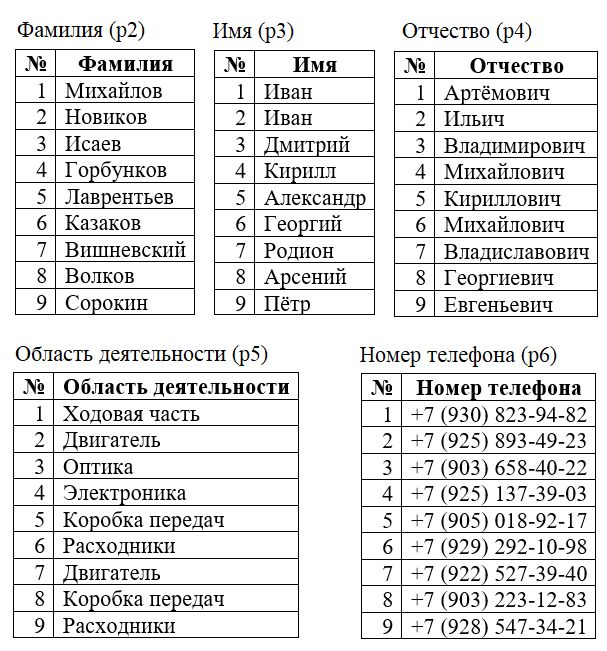 Фамилия (p2)
№ Фамилия
1 Михайлов
2 Новиков
3 Исаев
4 Горбунков
5 Лаврентьев
6 Казаков
7 Вишневский
8 Волков
9 Сорокин
Имя (p3)
№ Имя
1 Иван
2 Иван
3 Дмитрий
4 Кирилл
5 Александр
6 Георгий
7 Родион
8 Арсений
9 Пётр
Отчество (p4)
№ Отчество
1 Артёмович
2 Ильич
3 Владимирович
4 Михайлович
5 Кириллович
6 Михайлович
7 Владиславович
8 Георгиевич
9 Евгеньевич
Область деятельности (p5)
№ Область деятельности
1 Ходовая часть
2 Двигатель
3 Оптика
4 Электроника
5 Коробка передач
6 Расходники
7 Двигатель
8 Коробка передач
9 Расходники
Номер телефона (p6)
№ Номер телефона
1 +7 (930) 823-94-82
2 +7 (925) 893-49-23
3 +7 (903) 658-40-22
4 +7 (925) 137-39-03
5 +7 (905) 018-92-17
6 +7 (929) 292-10-98
7 +7 (922) 527-39-40
8 +7 (903) 223-12-83
9 +7 (928) 547-34-21